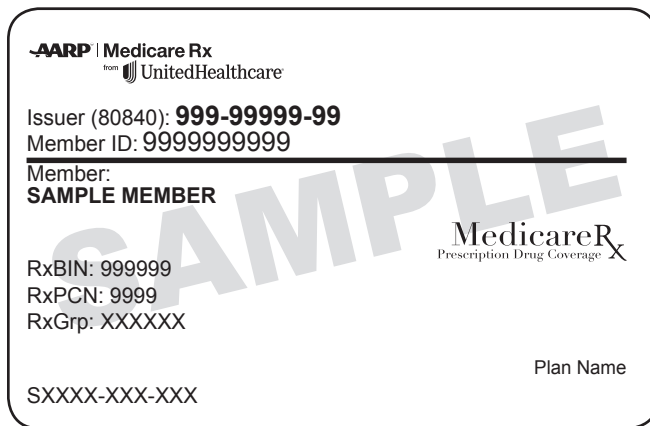 AARP | Medicare Rx
from UnitedHealthcare
Issuer (80840): 999-99999-99
Member ID: 9999999999
Member:
SAMPLE MEMBER
SAMPLE
MedicareRx
Prescription Drug Coverage
RxBIN: 999999
RxPCN: 9999
RxGrp: XXXXXX
Plan Name
SXXXX-XXX-XXX